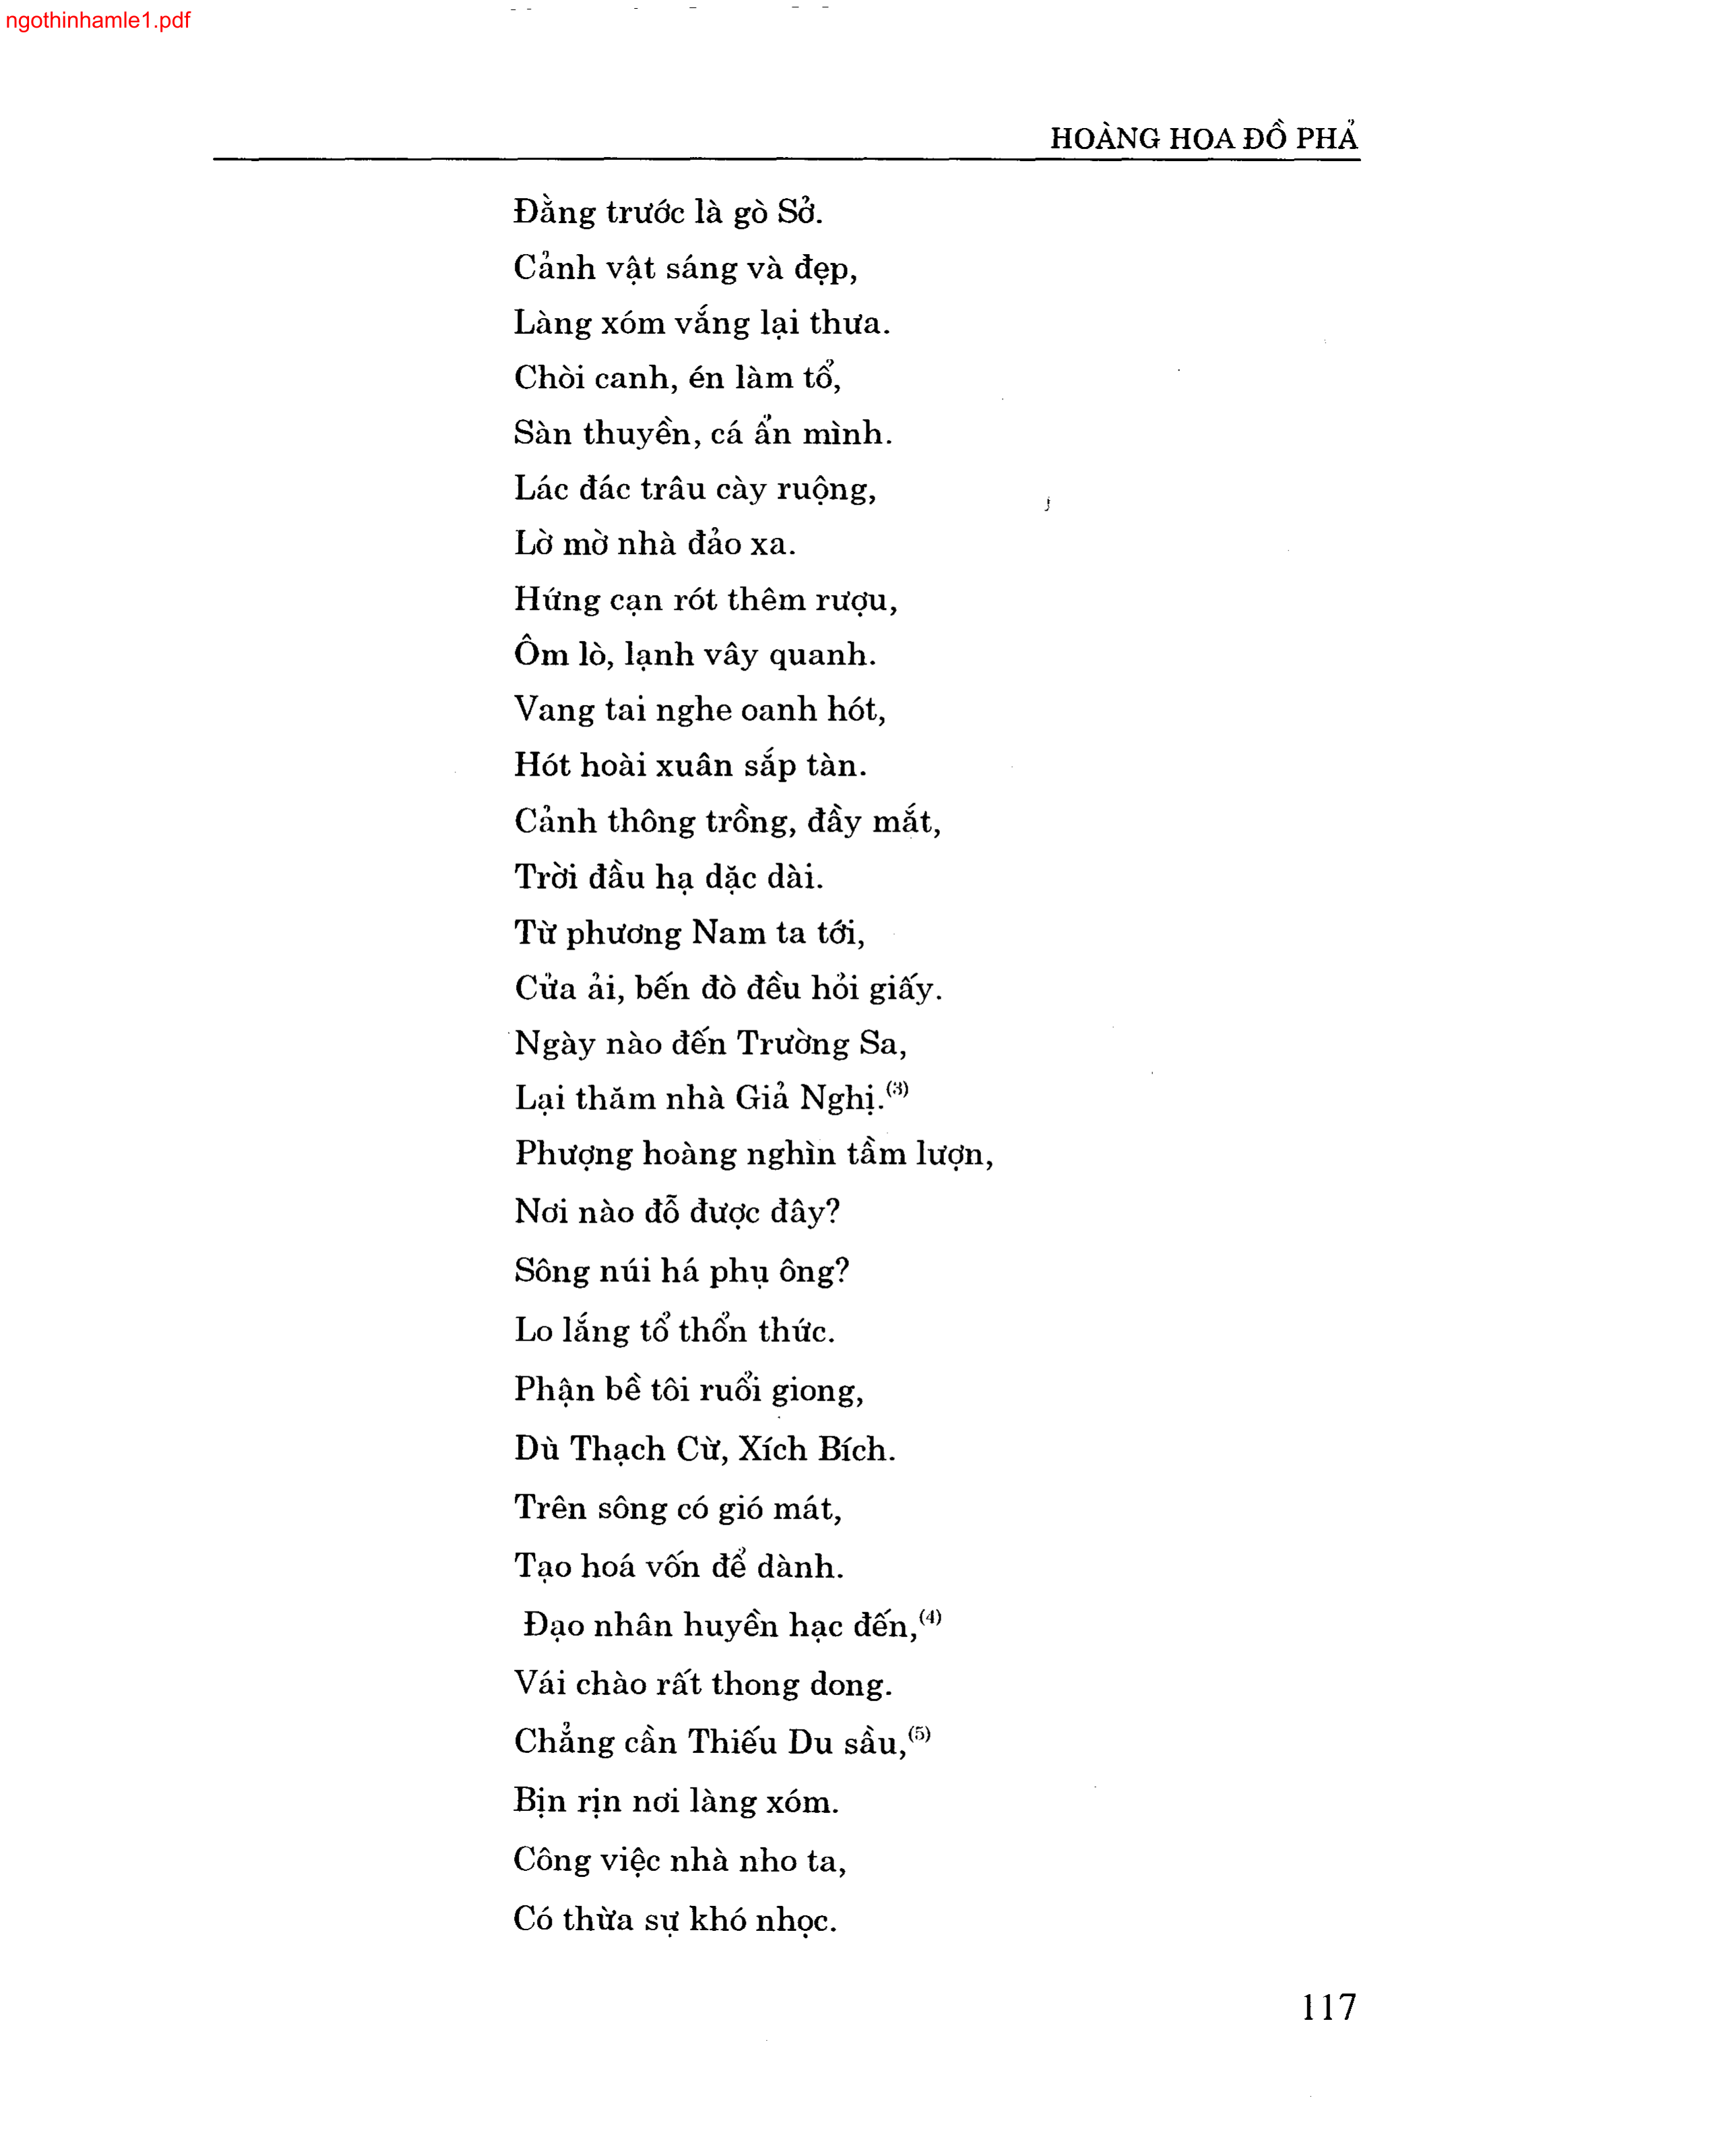 ngothinhamle1.pdf
HOÀNG HOA ĐỒ PHẢ
Đằng trước là gò Sở.
Cảnh vật sáng và đẹp,
Làng xóm vắng lại thưa.
Chòi canh, én làm tổ,
Sàn thuyền, cá ẩn mình.
Lác đác trâu cày ruộng,
Lờ mờ nhà đảo xa.
Hứng cạn rót thêm rượu,
Ôm lò, lạnh vây quanh.
Vang tai nghe oanh hót,
Hót hoài xuân sắp tàn.
Cảnh thông trồng, đầy mắt,
Trời đầu hạ dặc dài.
Từ phương Nam ta tới,
Cửa ải, bến đò đều hỏi giấy.
Ngày nào đến Trường Sa,
Lại thăm nhà Giả Nghị.(3)
Phượng hoàng nghìn tầm lượn,
Nơi nào đỗ được đây?
Sông núi há phụ ông?
Lo lắng tổ thổn thức.
Phận bề tôi ruổi giong,
Dù Thạch Cừ, Xích Bích.
Trên sông có gió mát,
Tạo hoá vốn để dành.
Đạo nhân huyền hạc đến,(4)
Vái chào rất thong dong.
Chẳng cần Thiếu Du sầu,(5)
Bịn rịn nơi làng xóm.
Công việc nhà nho ta,
Có thừa sự khó nhọc.
117